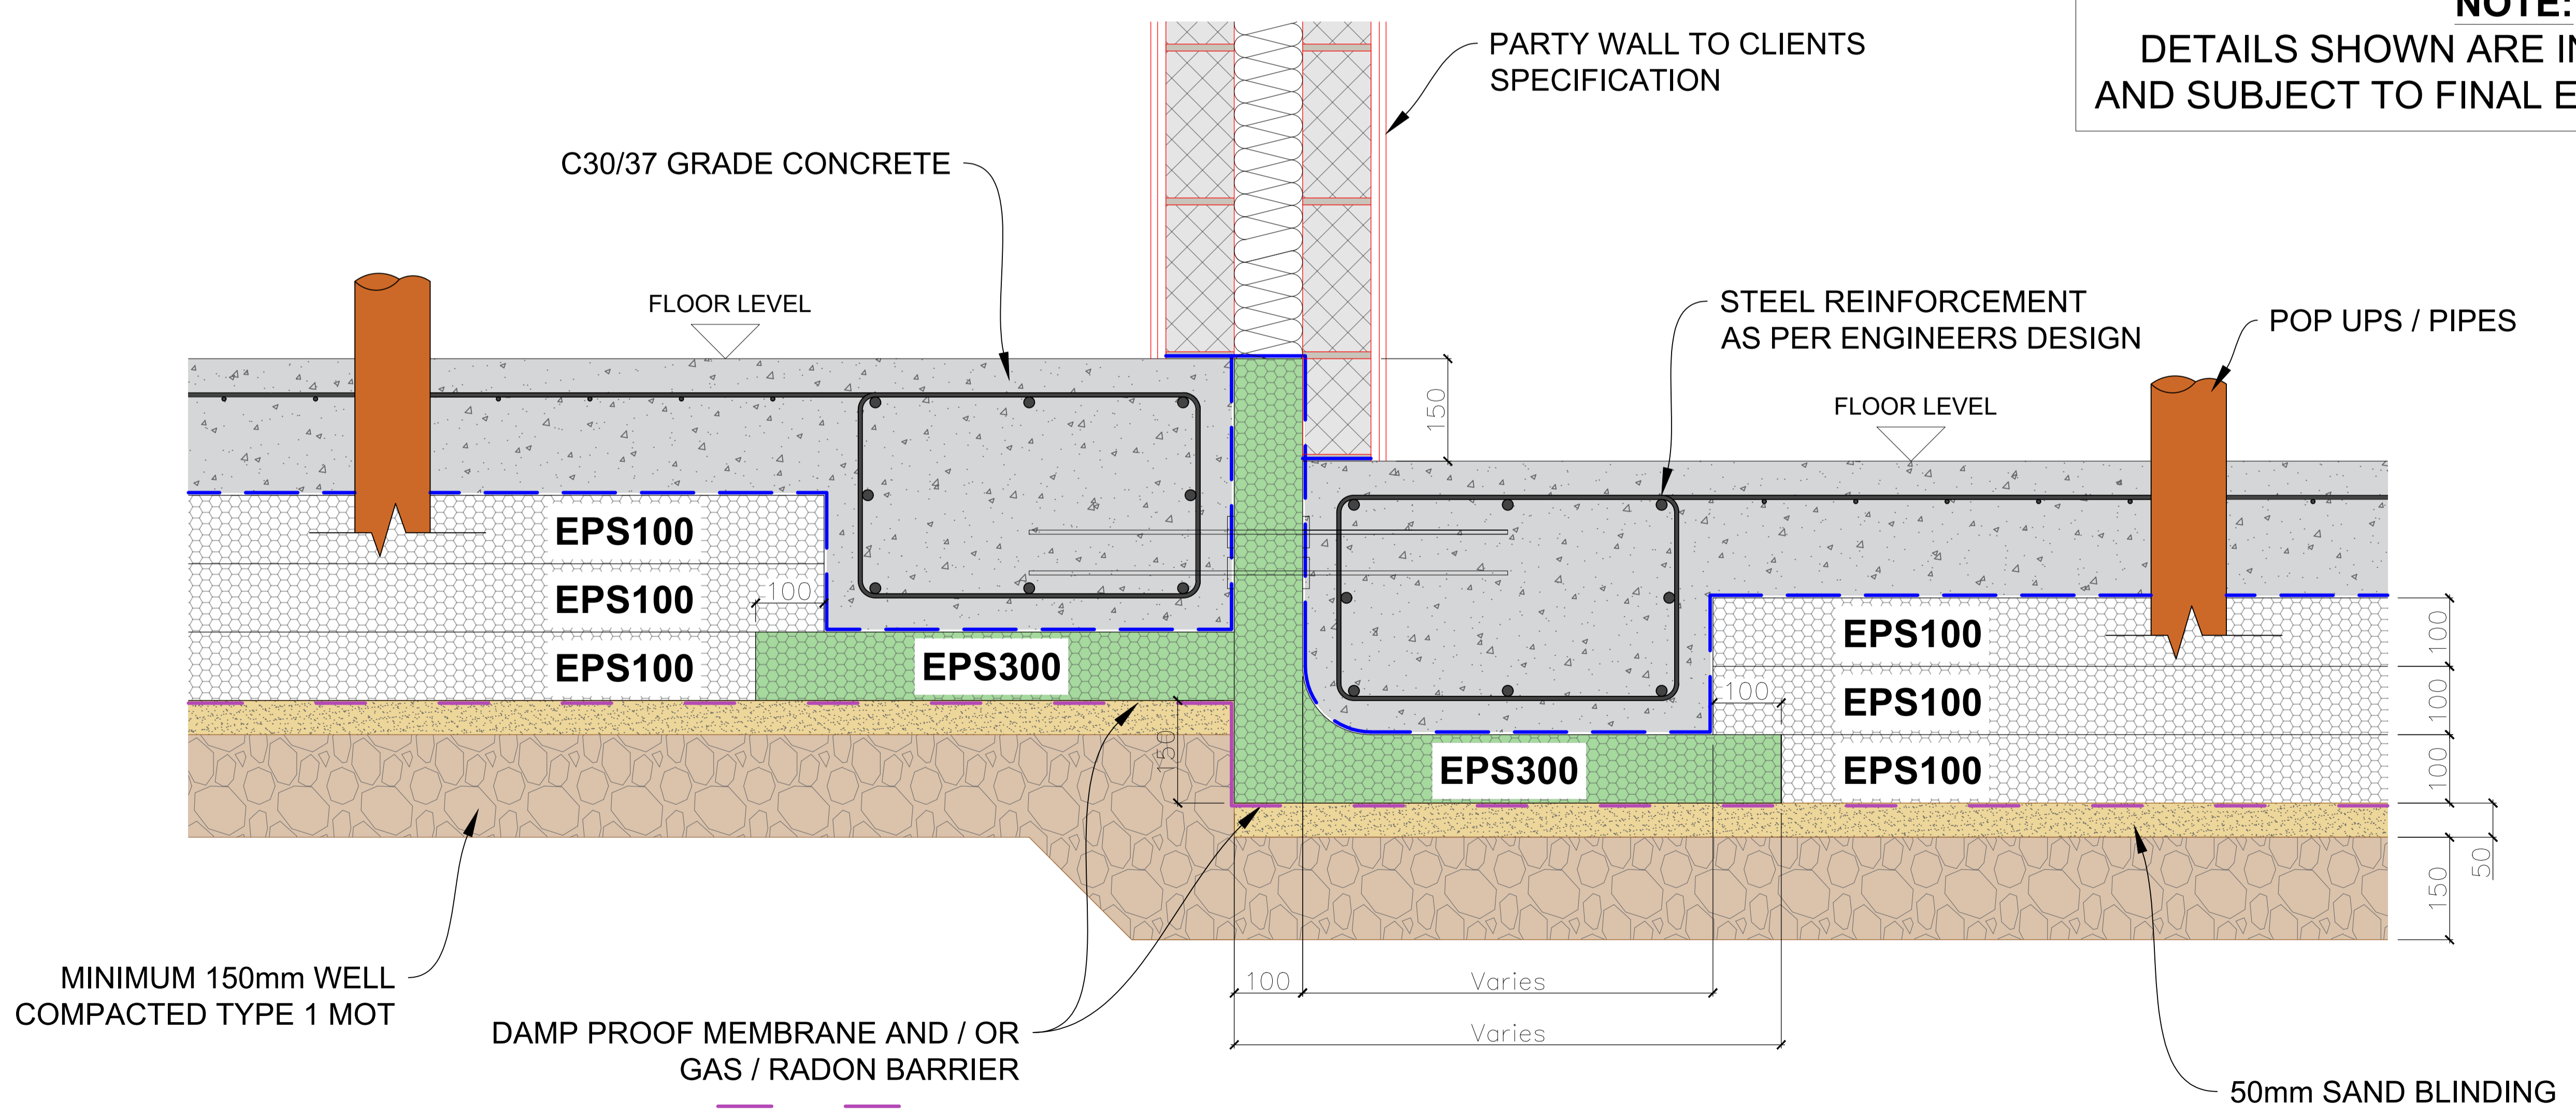 NOTE:
DETAILS SHOWN ARE
AND SUBJECT TO FINAL
PARTY WALL TO CLIENTS
SPECIFICATION
C30/37 GRADE CONCRETE
FLOOR LEVEL
STEEL REINFORCEMENT
AS PER ENGINEERS DESIGN
POP UPS / PIPES
150
FLOOR LEVEL
EPS100
EPS100
100
EPS100
EPS300
EPS100
100
EPS100
100
100
EPS300
EPS100
100
150
50
150
100
Varies
Varies
MINIMUM 150mm WELL
COMPACTED TYPE 1 MOT
DAMP PROOF MEMBRANE AND / OR
GAS / RADON BARRIER
50mm SAND BLINDING